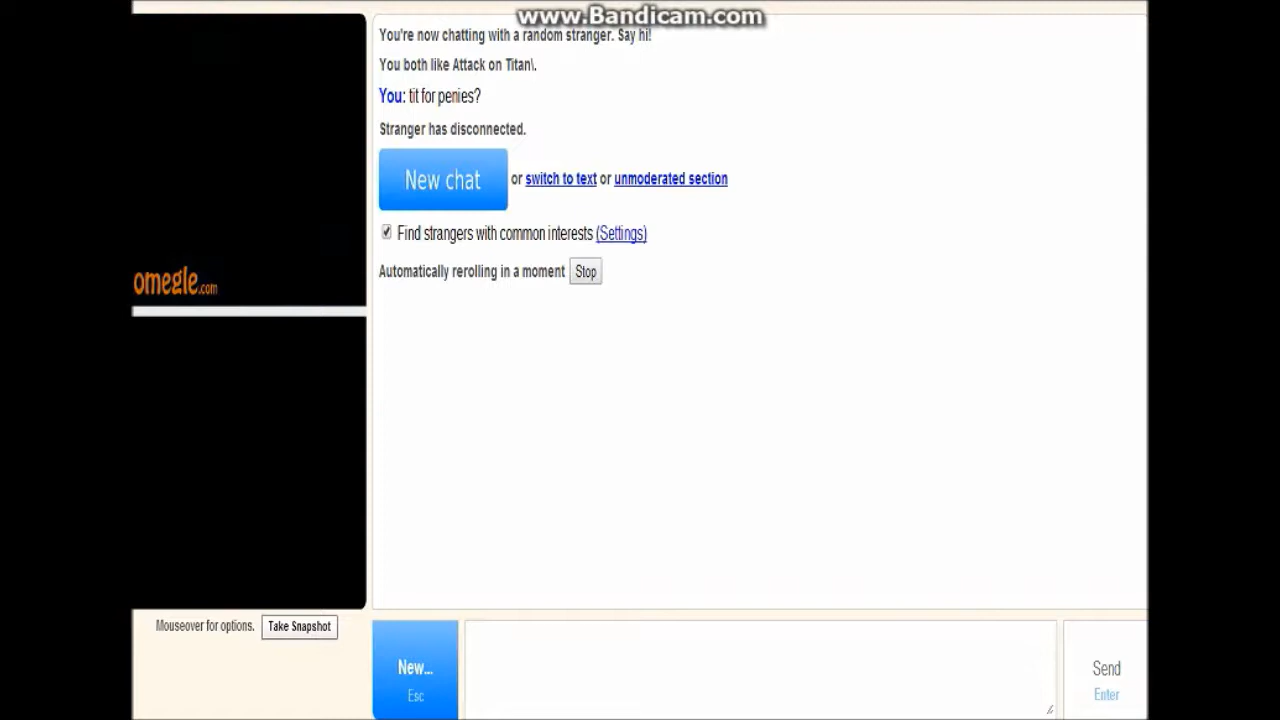 www.Bandicam.com
You're now chatting with a random stranger. Say hi!
You both like Attack on Titan\.
You: tit for penies?
Stranger has disconnected.
New chat or switch to text or unmoderated section
Find strangers with common interests (Settings)
Automatically rerolling in a moment Stop
omegle.com
Mouseover for options. Take Snapshot
New...
Esc
Send
Enter